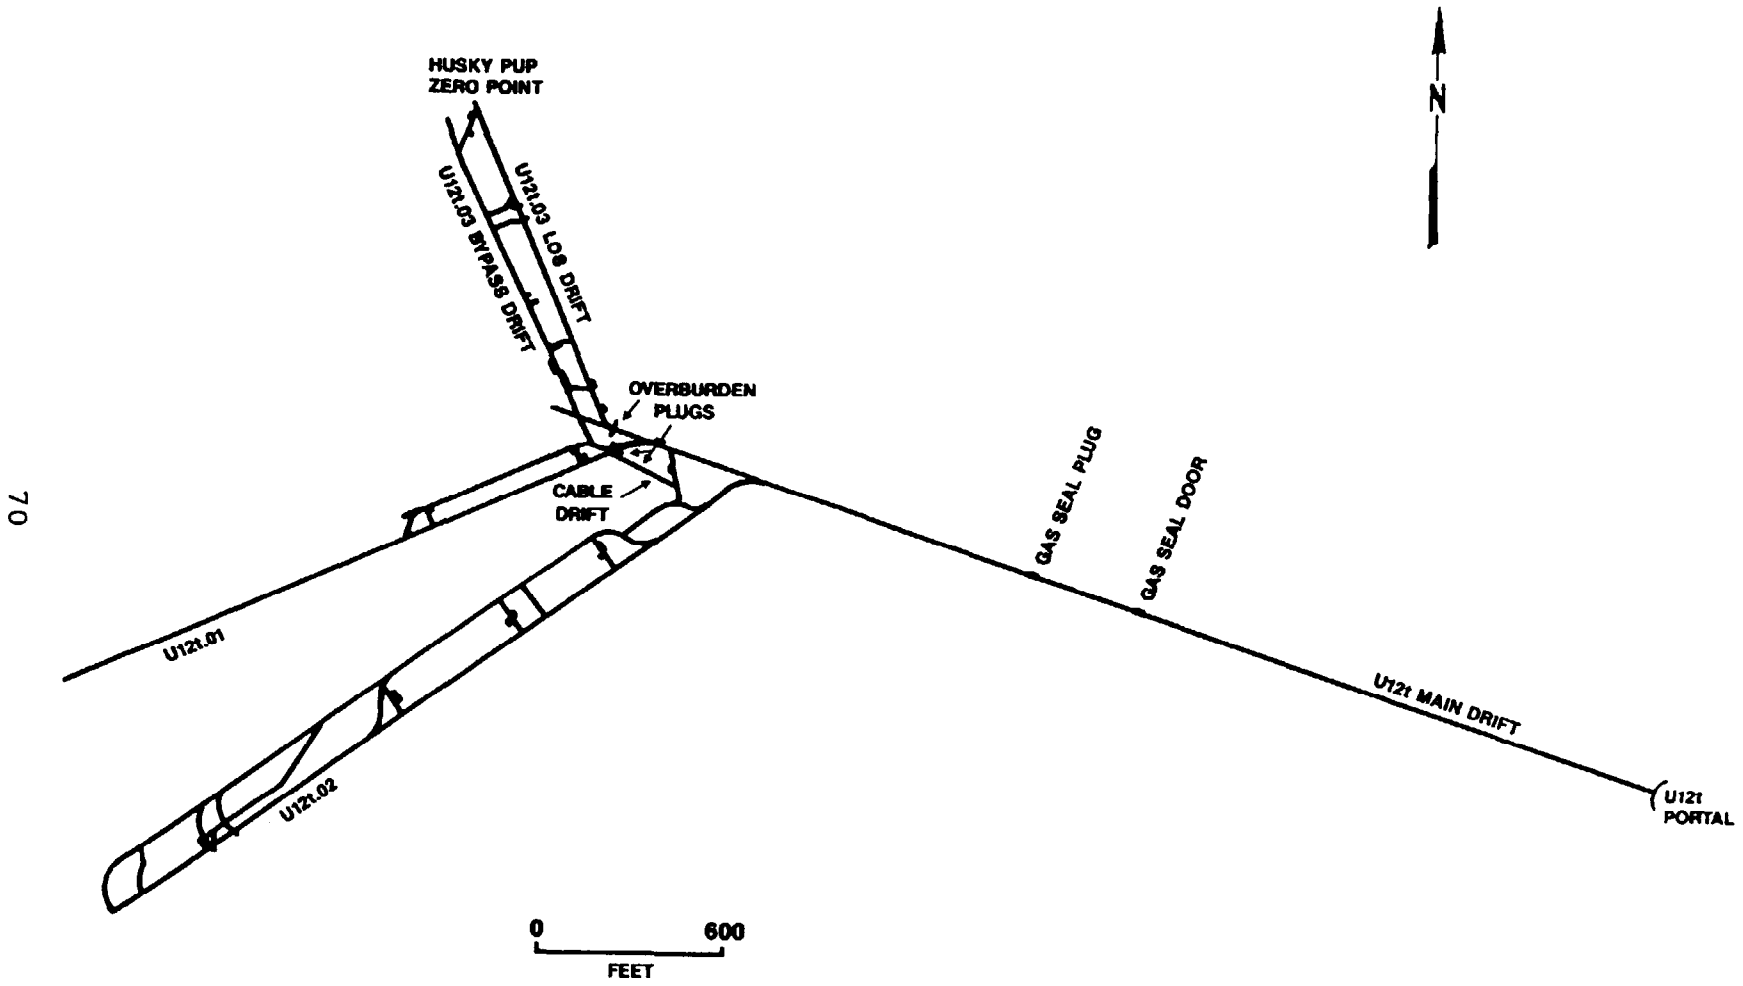 HUSKY PUP
ZERO POINT
N
U12t.03 BYPASS DRIFT
U12t.03 LOS DRIFT
OVERBURDEN
PLUGS
GAS SEAL PLUG
GAS SEAL DOOR
CABLE
DRIFT
70
U12t.01
U12t MAIN DRIFT
U12t.02
U12t
PORTAL
0 600
FEET